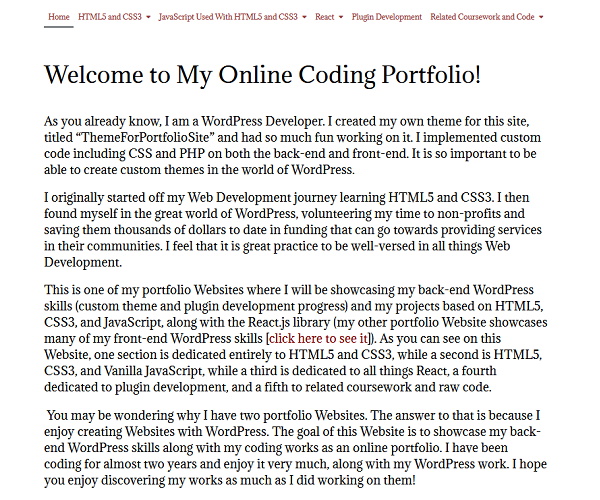 Home HTML5 and CSS3 JavaScript Used With HTML5 and CSS3 React Plugin Development Related Coursework and Code
Welcome to My Online Coding Portfolio!
As you already know, I am a WordPress Developer. I created my own theme for this site,
titled “ThemeForPortfolioSite” and had so much fun working on it. I implemented custom
code including CSS and PHP on both the back-end and front-end. It is so important to be
able to create custom themes in the world of WordPress.
I originally started off my Web Development journey learning HTML5 and CSS3. I then
found myself in the great world of WordPress, volunteering my time to non-profits and
saving them thousands of dollars to date in funding that can go towards providing services
in their communities. I feel that it is great practice to be well-versed in all things Web
Development.
This is one of my portfolio Websites where I will be showcasing my back-end WordPress
skills (custom theme and plugin development progress) and my projects based on HTML5,
CSS3, and JavaScript, along with the React.js library (my other portfolio Website showcases
many of my front-end WordPress skills [click here to see it]). As you can see on this
Website, one section is dedicated entirely to HTML5 and CSS3, while a second is HTML5,
CSS3, and Vanilla JavaScript, while a third is dedicated to all things React, a fourth
dedicated to plugin development, and a fifth to related coursework and raw code.
You may be wondering why I have two portfolio Websites. The answer to that is because I
enjoy creating Websites with WordPress. The goal of this Website is to showcase my back-
end WordPress skills along with my coding works as an online portfolio. I have been
coding for almost two years and enjoy it very much, along with my WordPress work. I hope
you enjoy discovering my works as much as I did working on them!